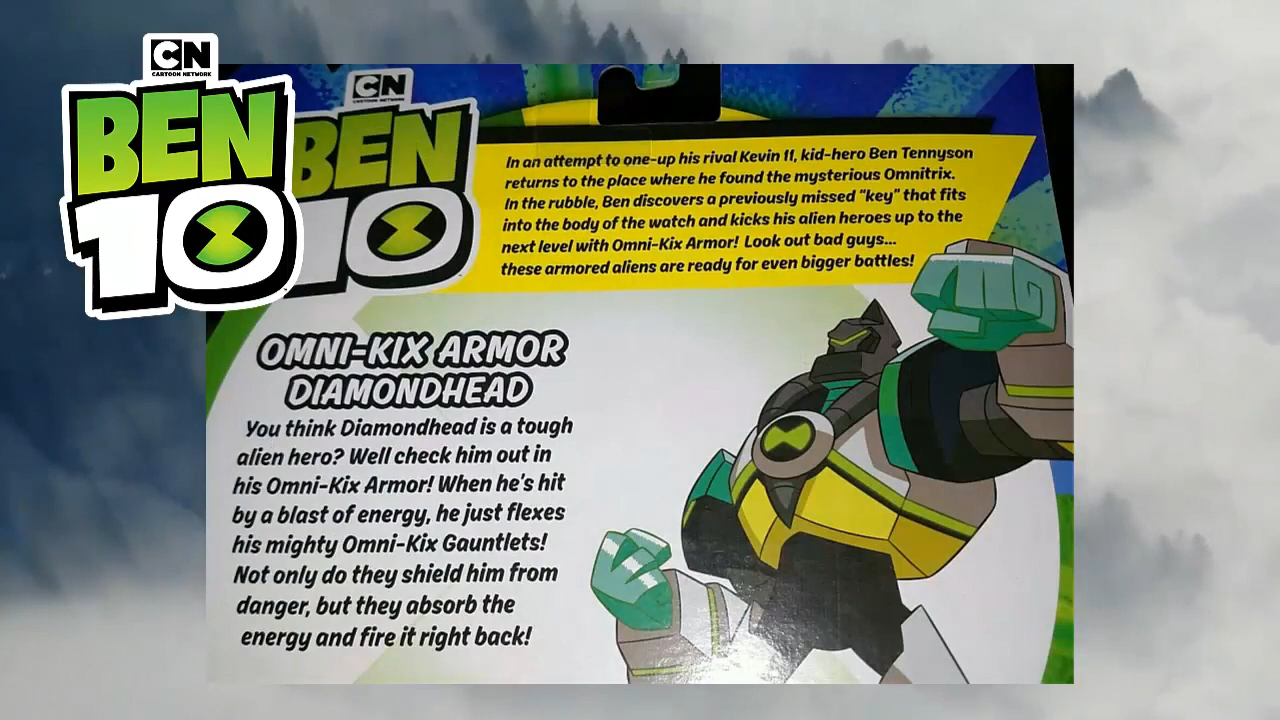 CN
CARTOON NETWORK
BEN
10
CN
CARTOON NETWORK
BEN
10
In an attempt to one-up his rival Kevin 11, kid-hero Ben Tennyson
returns to the place where he found the mysterious Omnitrix.
In the rubble, Ben discovers a previously missed "key" that fits
into the body of the watch and kicks his alien heroes up to the
next level with Omni-Kix Armor! Look out bad guys...
these armored aliens are ready for even bigger battles!
OMNI-KIX ARMOR
DIAMONDHEAD
You think Diamondhead is a tough
alien hero? Well check him out in
his Omni-Kix Armor! When he's hit
by a blast of energy, he just flexes
his mighty Omni-Kix Gauntlets!
Not only do they shield him from
danger, but they absorb the
energy and fire it right back!